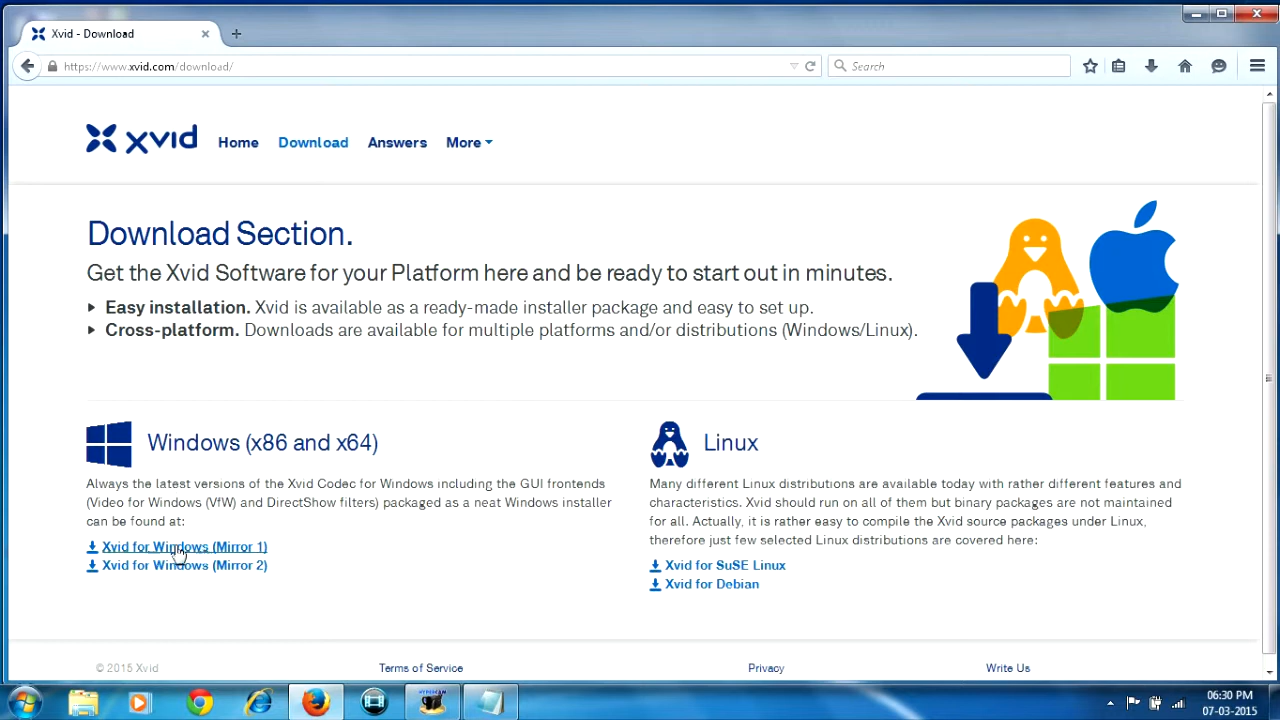 Xvid - Download
https://www.xvid.com/download/
Search
xvid Home Download Answers More
Download Section.
Get the Xvid Software for your Platform here and be ready to start out in minutes.
Easy installation. Xvid is available as a ready-made installer package and easy to set up.
Cross-platform. Downloads are available for multiple platforms and/or distributions (Windows/Linux).
Windows (x86 and x64)
Always the latest versions of the Xvid Codec for Windows including the GUI frontends
(Video for Windows (VfW) and DirectShow filters) packaged as a neat Windows installer
can be found at:
Xvid for Windows (Mirror 1)
Xvid for Windows (Mirror 2)
Linux
Many different Linux distributions are available today with rather different features and
characteristics. Xvid should run on all of them but binary packages are not maintained
for all. Actually, it is rather easy to compile the Xvid source packages under Linux,
therefore just few selected Linux distributions are covered here:
Xvid for SuSE Linux
Xvid for Debian
© 2015 Xvid Terms of Service Privacy Write Us
HYPERCAM
06:30 PM
07-03-2015